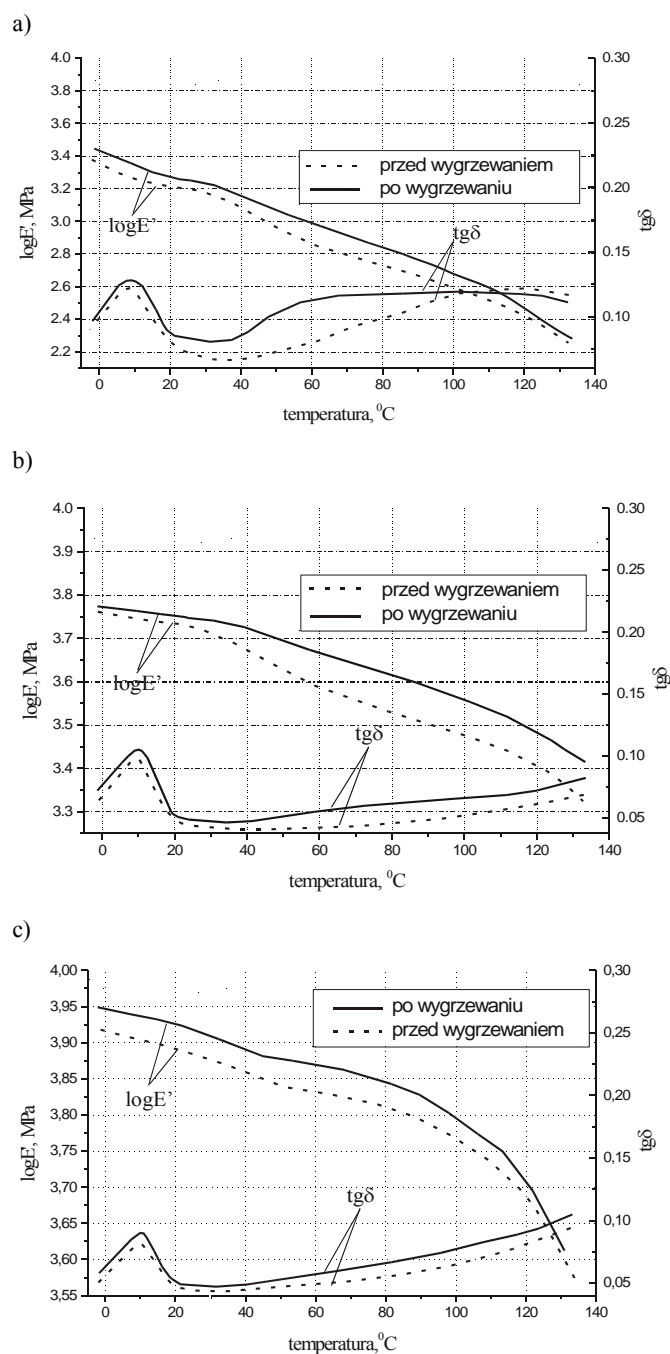 a)
4.0
3.8
3.6
3.4
3.2
3.0
2.8
2.6
2.4
2.2
logE', MPa
0.30
0.25
0.20
0.15
0.10
tgδ
przed wygrzewaniem
po wygrzewaniu
logE’
tgδ
0 20 40 60 80 100 120 140
temperatura, ⁰C
b)
4.0
3.9
3.8
3.7
3.6
3.5
3.4
3.3
logE', MPa
0.30
0.25
0.20
0.15
0.10
0.05
tgδ
przed wygrzewaniem
po wygrzewaniu
logE’
tgδ
0 20 40 60 80 100 120 140
temperatura, ⁰C
c)
4,00
3,95
3,90
3,85
3,80
3,75
3,70
3,65
3,60
3,55
logE', MPa
0,30
0,25
0,20
0,15
0,10
0,05
tgδ
po wygrzewaniu
przed wygrzewaniem
logE’
tgδ
0 20 40 60 80 100 120 140
temperatura, ⁰C